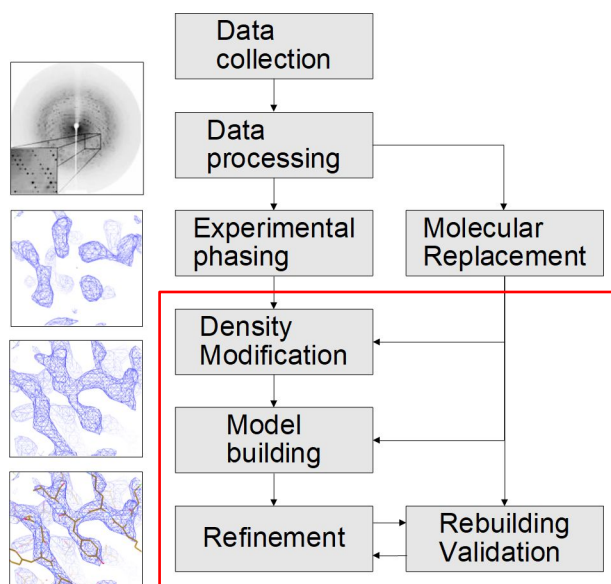 Data
collection
Data
processing
Experimental
phasing
Molecular
Replacement
Density
Modification
Model
building
Refinement
Rebuilding
Validation